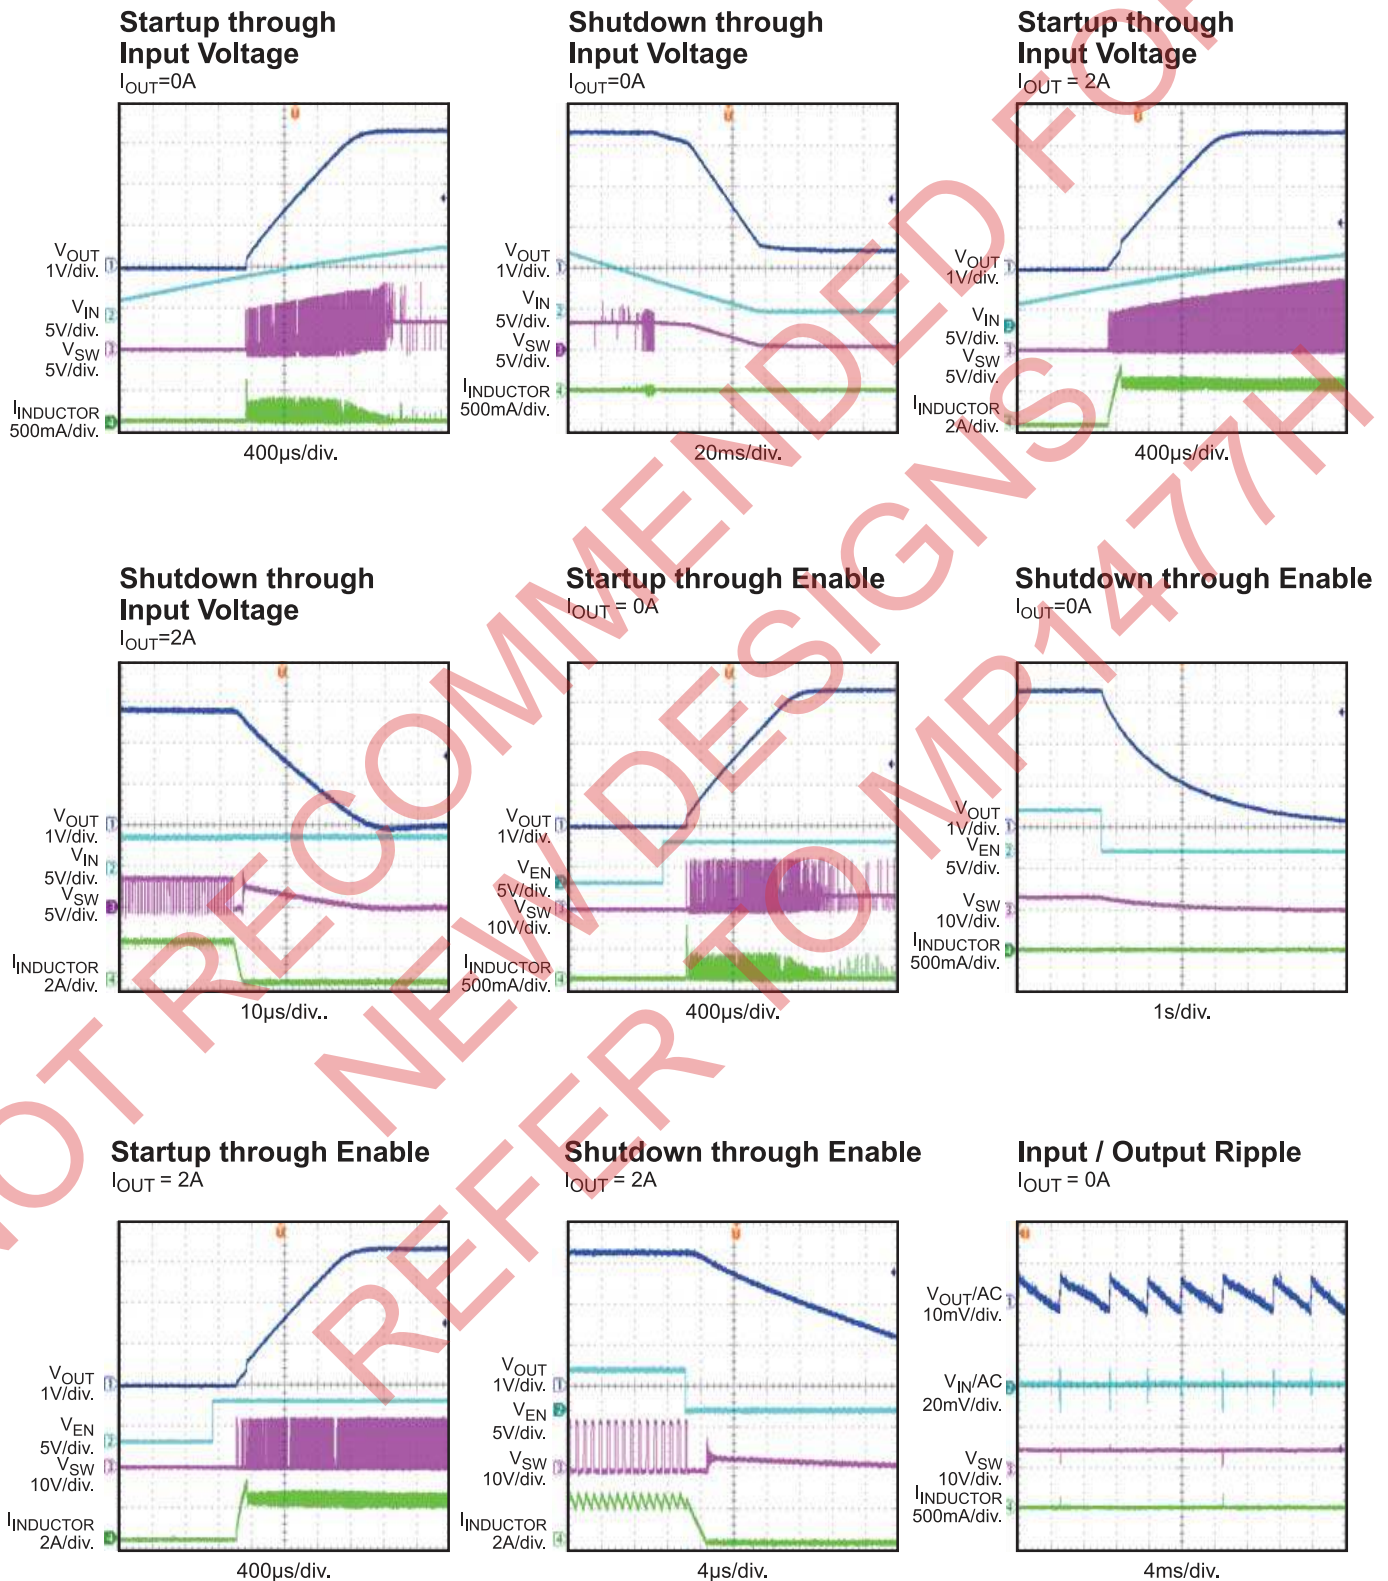 Startup through
Input Voltage
IOUT=0A
VOUT
1V/div.
VIN
5V/div.
VSW
5V/div.
IINDUCTOR
500mA/div.
400µs/div.
Shutdown through
Input Voltage
IOUT=0A
VOUT
1V/div.
VIN
5V/div.
VSW
5V/div.
IINDUCTOR
500mA/div.
20ms/div.
Startup through
Input Voltage
IOUT = 2A
VOUT
1V/div.
VIN
5V/div.
VSW
5V/div.
IINDUCTOR
2A/div.
400µs/div.
Shutdown through
Input Voltage
IOUT=2A
VOUT
1V/div.
VIN
5V/div.
VSW
5V/div.
IINDUCTOR
2A/div.
10µs/div..
Startup through Enable
IOUT = 0A
VOUT
1V/div.
VEN
5V/div.
VSW
10V/div.
IINDUCTOR
500mA/div.
400µs/div.
Shutdown through Enable
IOUT=0A
VOUT
1V/div.
VEN
5V/div.
VSW
10V/div.
IINDUCTOR
500mA/div.
1s/div.
Startup through Enable
IOUT = 2A
VOUT
1V/div.
VEN
5V/div.
VSW
10V/div.
IINDUCTOR
2A/div.
400µs/div.
Shutdown through Enable
IOUT = 2A
VOUT
1V/div.
VEN
5V/div.
VSW
10V/div.
IINDUCTOR
2A/div.
4µs/div.
Input / Output Ripple
IOUT = 0A
VOUT/AC
10mV/div.
VIN/AC
20mV/div.
VSW
10V/div.
IINDUCTOR
500mA/div.
4ms/div.
NOT RECOMMENDED FOR
NEW DESIGNS
REFER TO MP1477H